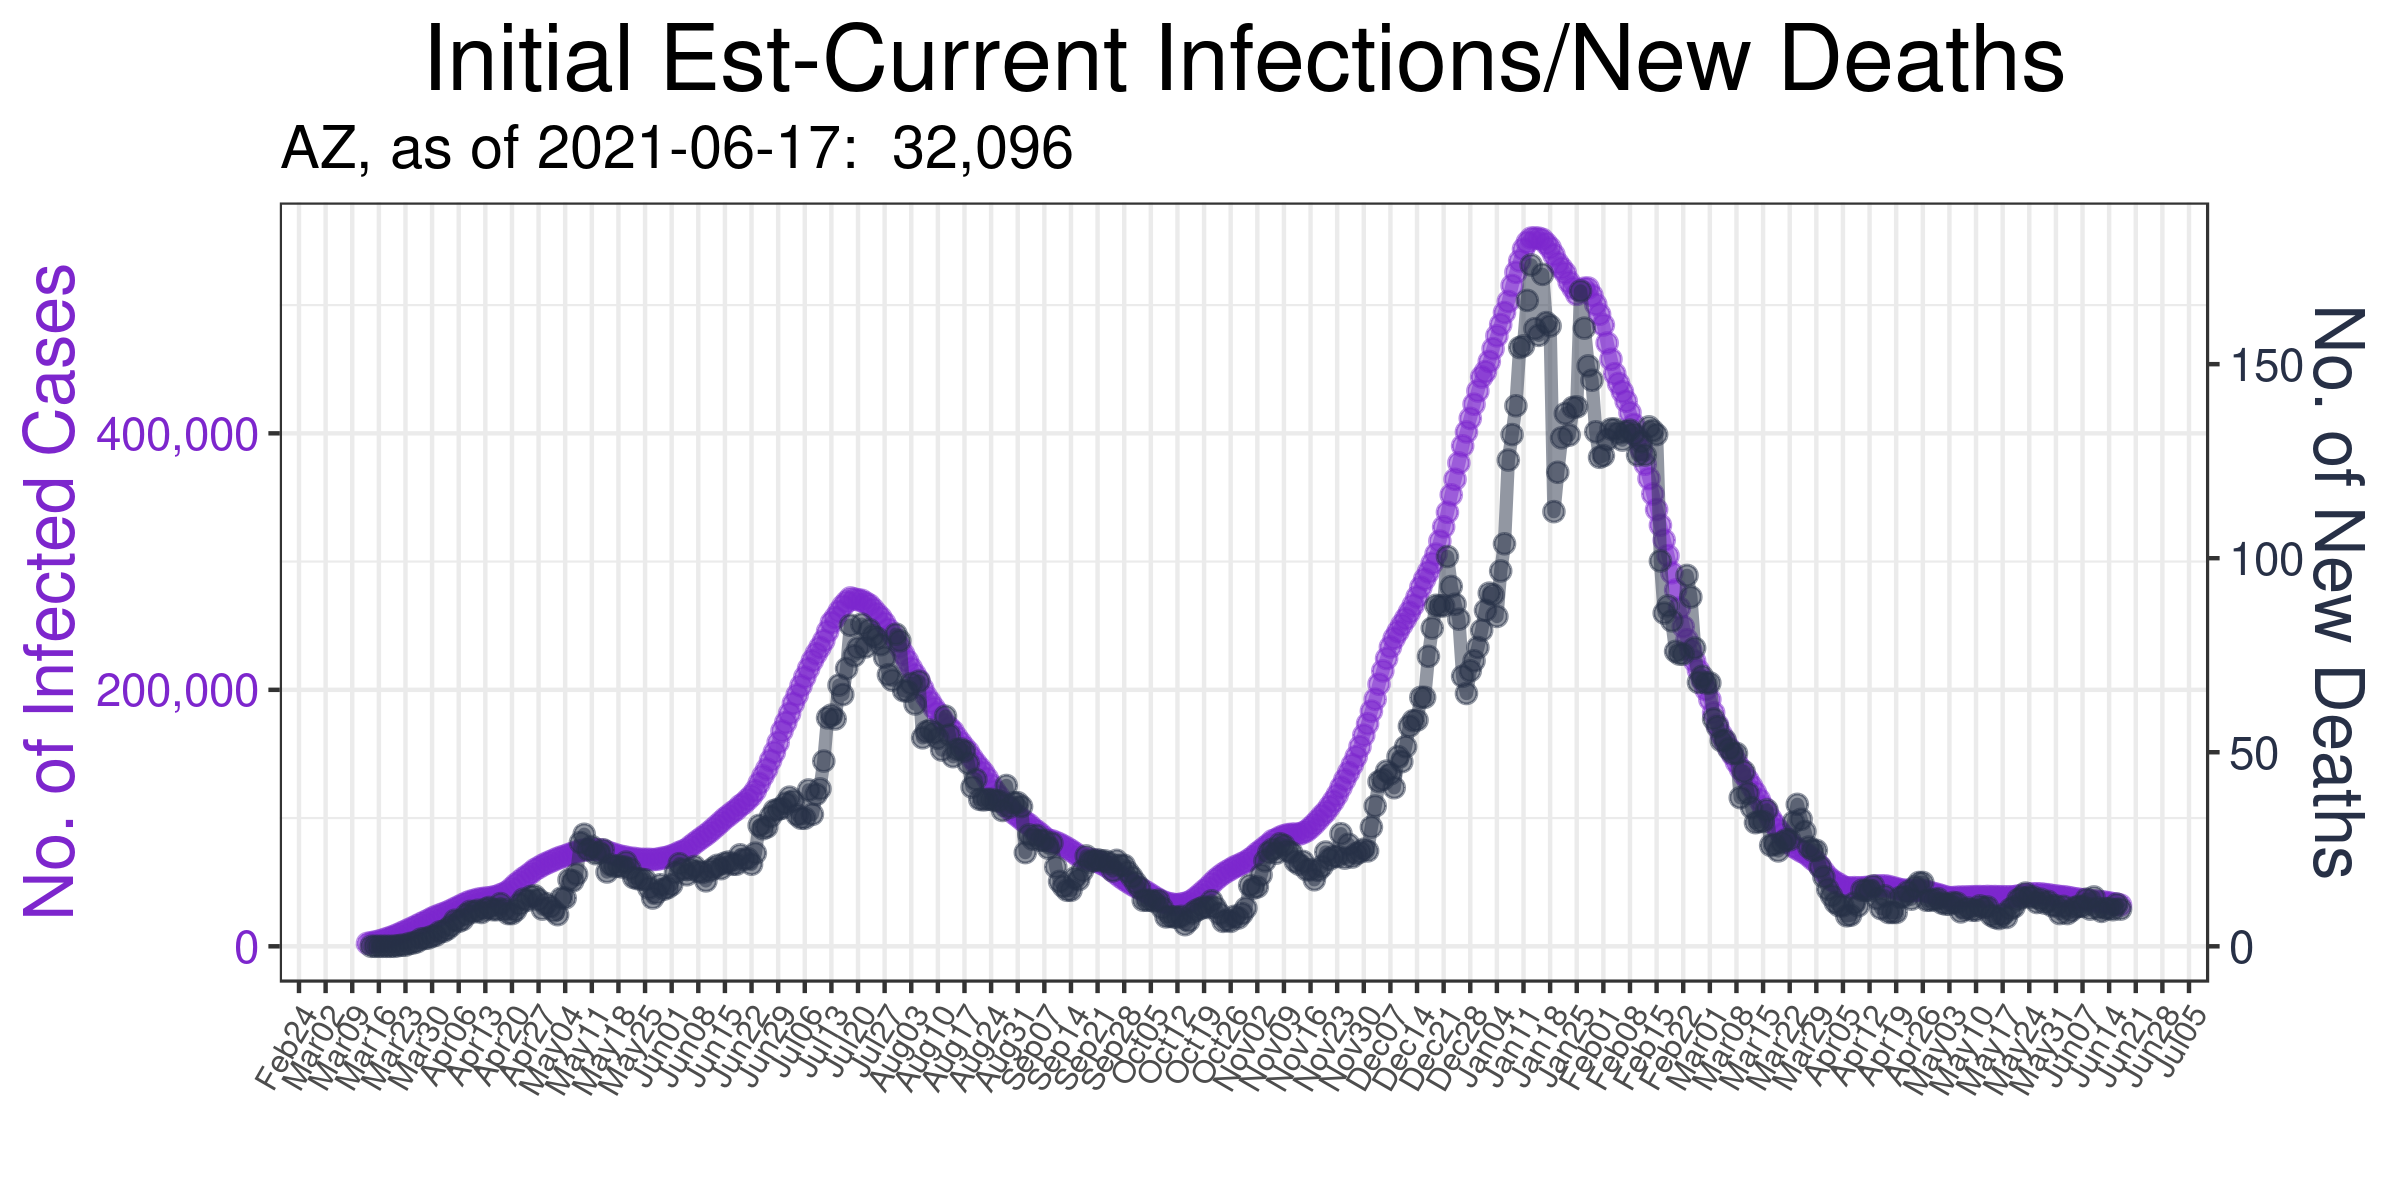 Initial Est-Current Infections/New Deaths
AZ, as of 2021-06-17: 32,096
No. of Infected Cases
400,000
200,000
0
150
100
50
0
No. of New Deaths
Feb24
Mar02
Mar09
Mar16
Mar23
Mar30
Apr06
Apr13
Apr20
Apr27
May04
May11
May18
May25
Jun01
Jun08
Jun15
Jun22
Jun29
Jul06
Jul13
Jul20
Jul27
Aug03
Aug10
Aug17
Aug24
Aug31
Sep07
Sep14
Sep21
Sep28
Oct05
Oct12
Oct19
Oct26
Nov02
Nov09
Nov16
Nov23
Nov30
Dec07
Dec14
Dec21
Dec28
Jan04
Jan11
Jan18
Jan25
Feb01
Feb08
Feb15
Feb22
Mar01
Mar08
Mar15
Mar22
Mar29
Apr05
Apr12
Apr19
Apr26
May03
May10
May17
May24
May31
Jun07
Jun14
Jun21
Jun28
Jul05